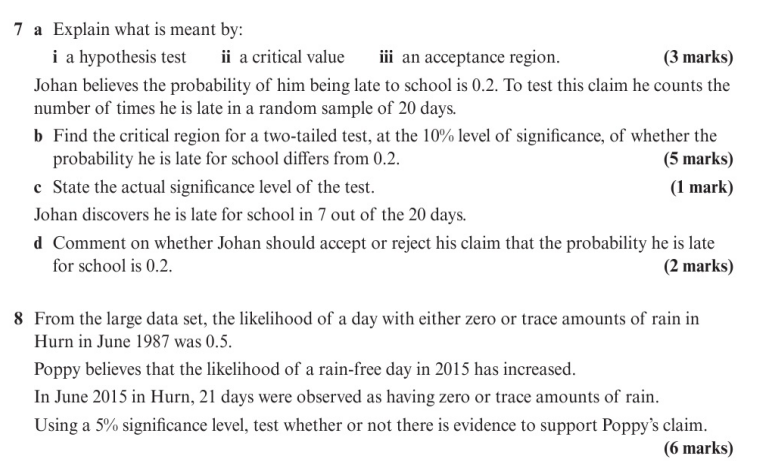 7 a Explain what is meant by:
i a hypothesis test ii a critical value iii an acceptance region. (3 marks)
Johan believes the probability of him being late to school is 0.2. To test this claim he counts the
number of times he is late in a random sample of 20 days.
b Find the critical region for a two-tailed test, at the 10% level of significance, of whether the
probability he is late for school differs from 0.2. (5 marks)
c State the actual significance level of the test. (1 mark)
Johan discovers he is late for school in 7 out of the 20 days.
d Comment on whether Johan should accept or reject his claim that the probability he is late
for school is 0.2. (2 marks)
8 From the large data set, the likelihood of a day with either zero or trace amounts of rain in
Hurn in June 1987 was 0.5.
Poppy believes that the likelihood of a rain-free day in 2015 has increased.
In June 2015 in Hurn, 21 days were observed as having zero or trace amounts of rain.
Using a 5% significance level, test whether or not there is evidence to support Poppy's claim.
(6 marks)